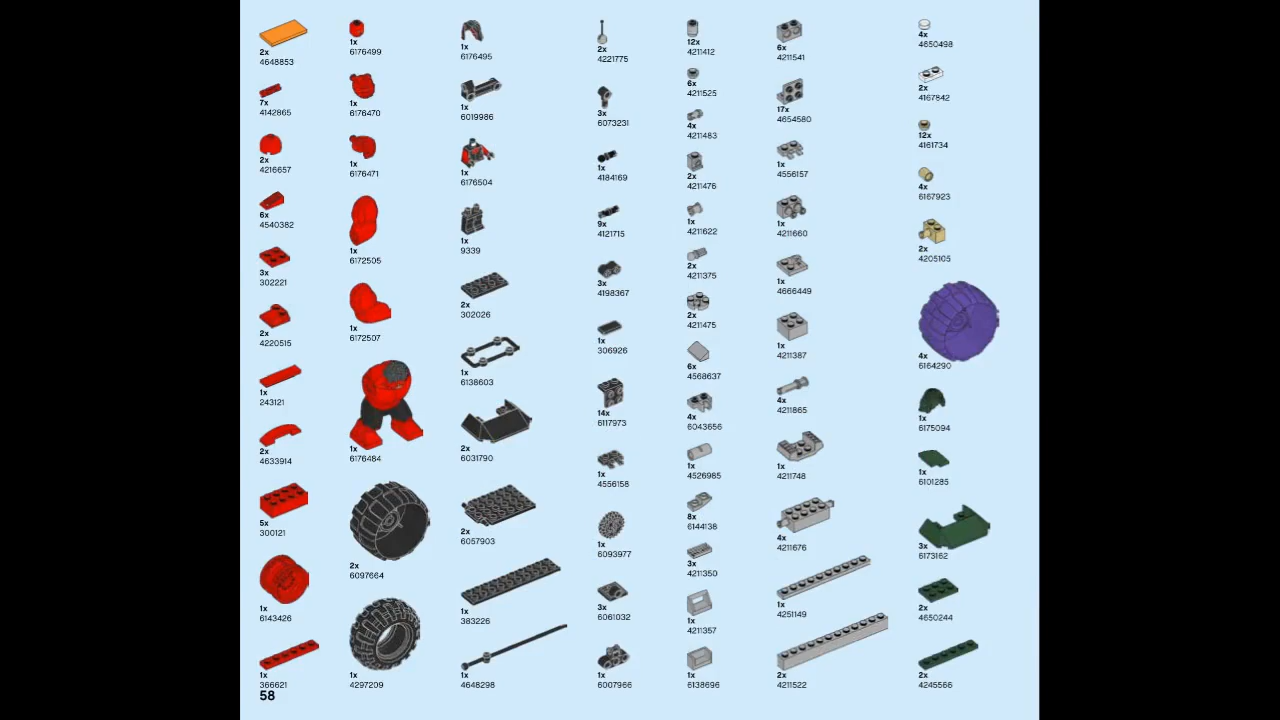 2x
4648853
7x
4142865
2x
4216657
6x
4540382
3x
302221
2x
4220515
1x
243121
2x
4633914
5x
300121
1x
6143426
1x
366621
58
1x
6176499
1x
6176470
1x
6176471
1x
6172505
1x
6172507
1x
6176484
2x
6097664
1x
4297209
1x
6176495
1x
6019986
1x
6176504
1x
9339
2x
302026
1x
6138603
2x
6031790
2x
6057903
1x
383226
1x
4648298
2x
4221775
3x
6073231
1x
4184169
9x
4121715
3x
4198367
1x
306926
14x
6117973
1x
4556158
1x
6093977
3x
6061032
1x
6007966
12x
4211412
6x
4211525
4x
4211483
2x
4211476
1x
4211622
2x
4211375
2x
4211475
6x
4568637
4x
6043656
1x
4526985
8x
6144138
3x
4211350
1x
4211357
1x
6138696
6x
4211541
17x
4654580
1x
4556157
1x
4211660
1x
4666449
1x
4211387
4x
4211865
1x
4211748
4x
4211676
1x
4251149
2x
4211522
4x
4650498
2x
4167842
12x
4161734
4x
6167923
2x
4205105
4x
6164290
1x
6175094
1x
6101285
3x
6173162
2x
4650244
2x
4245566